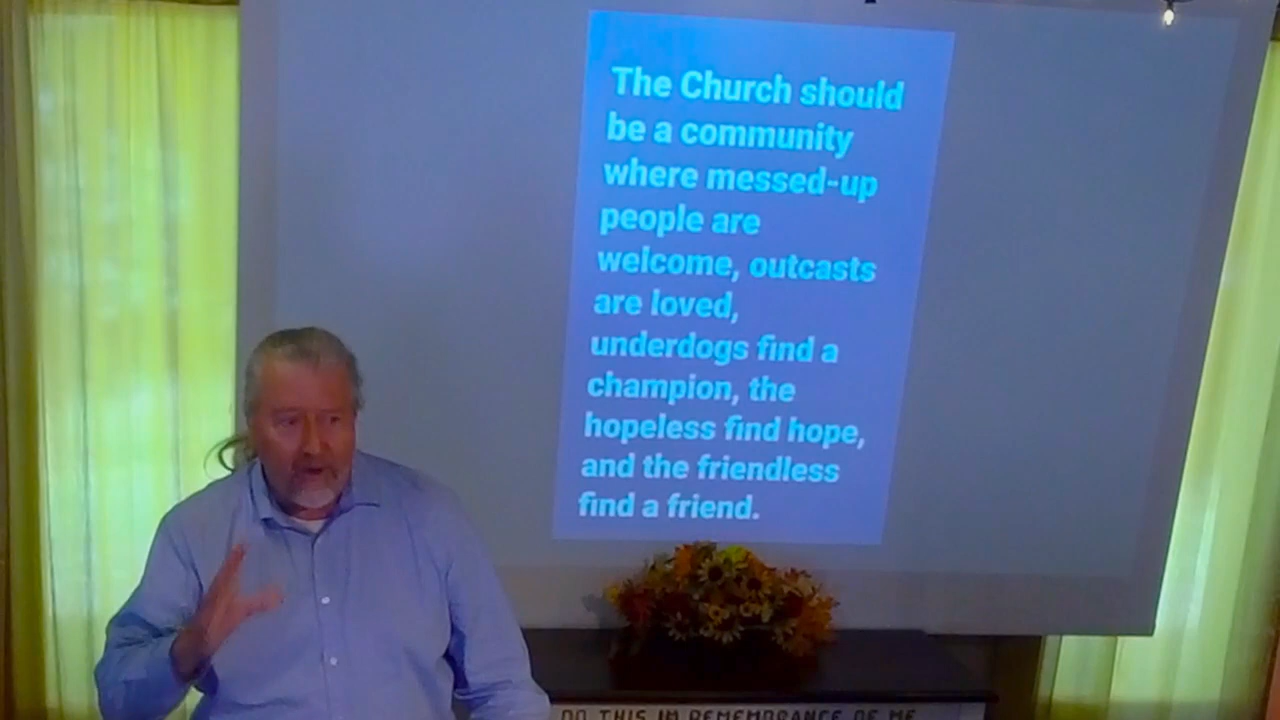 The Church should
be a community
where messed-up
people are
welcome, outcasts
are loved,
underdogs find a
champion, the
hopeless find hope,
and the friendless
find a friend.
DO THIS IN REMEMBRANCE OF ME